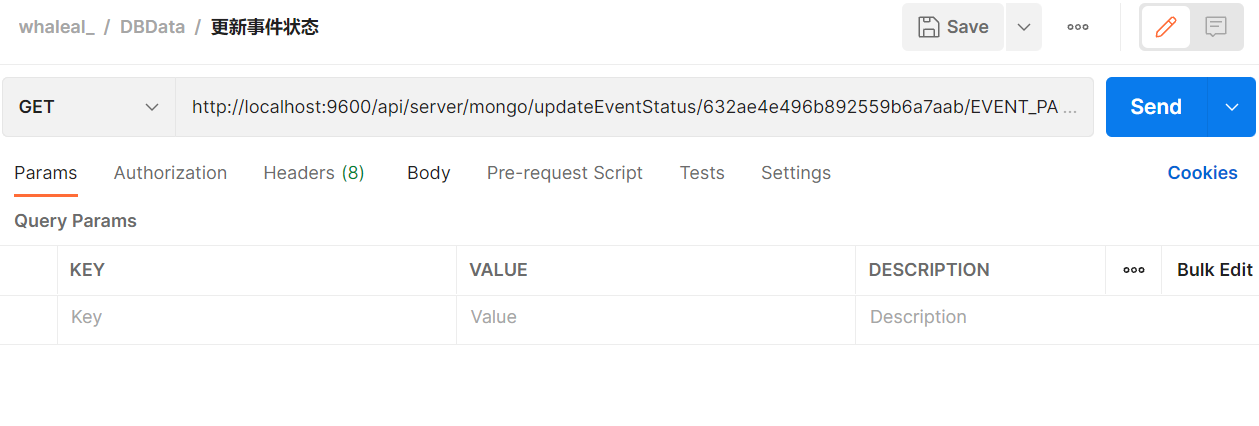 whaleal_ / DBData / 更新事件状态 Save
GET http://localhost:9600/api/server/mongo/updateEventStatus/632ae4e496b892559b6a7aab/EVENT_PA ... Send
Params Authorization Headers (8) Body Pre-request Script Tests Settings Cookies
Query Params
KEY VALUE DESCRIPTION Bulk Edit
Key Value Description